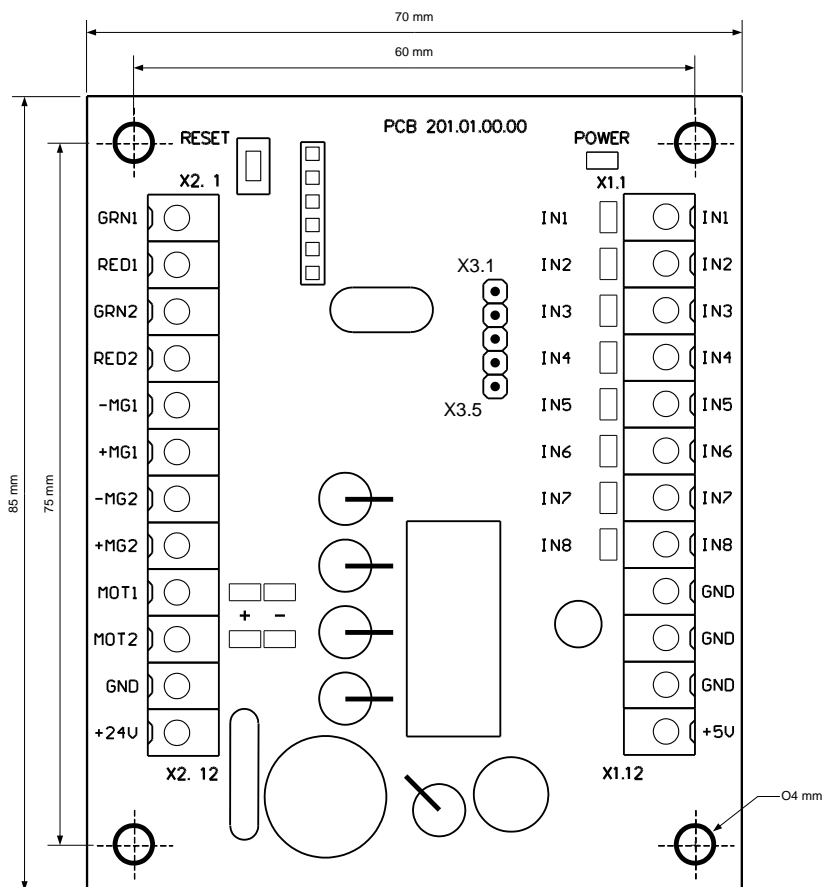 70 mm
60 mm
RESET
PCB 201.01.00.00
POWER
X2. 1
X1.1
GRN1
IN1
IN1
RED1
IN2
IN2
X3.1
GRN2
IN3
IN3
RED2
IN4
IN4
-MG1
X3.5
IN5
IN5
+MG1
IN6
IN6
85 mm
75 mm
-MG2
IN7
IN7
+MG2
IN8
IN8
MOT1
GND
+ -
MOT2
GND
GND
GND
+24V
+5V
X2. 12
X1.12
O4 mm